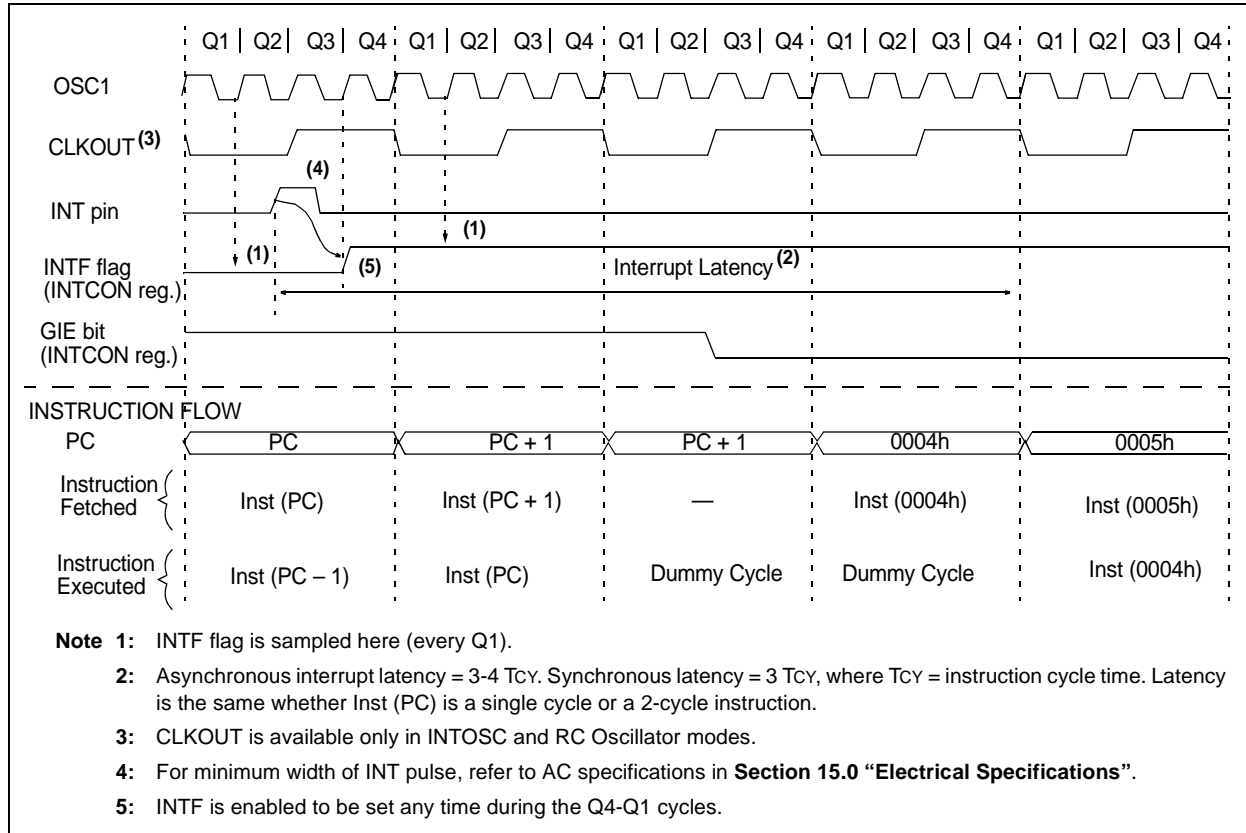 Q1 | Q2 | Q3 | Q4 Q1 | Q2 | Q3 | Q4 Q1 | Q2 | Q3 | Q4 Q1 | Q2 | Q3 | Q4 Q1 | Q2 | Q3 | Q4
OSC1
CLKOUT (3)
(4)
INT pin
(1)
(1)
INTF flag
(INTCON reg.)
(5)
Interrupt Latency (2)
GIE bit
(INTCON reg.)
INSTRUCTION FLOW
PC PC PC + 1 PC + 1 0004h 0005h
Instruction
Fetched
Inst (PC) Inst (PC + 1) — Inst (0004h) Inst (0005h)
Instruction
Executed
Inst (PC – 1) Inst (PC) Dummy Cycle Dummy Cycle Inst (0004h)
Note 1: INTF flag is sampled here (every Q1).
2: Asynchronous interrupt latency = 3-4 TCY. Synchronous latency = 3 TCY, where TCY = instruction cycle time. Latency
is the same whether Inst (PC) is a single cycle or a 2-cycle instruction.
3: CLKOUT is available only in INTOSC and RC Oscillator modes.
4: For minimum width of INT pulse, refer to AC specifications in Section 15.0 “Electrical Specifications”.
5: INTF is enabled to be set any time during the Q4-Q1 cycles.